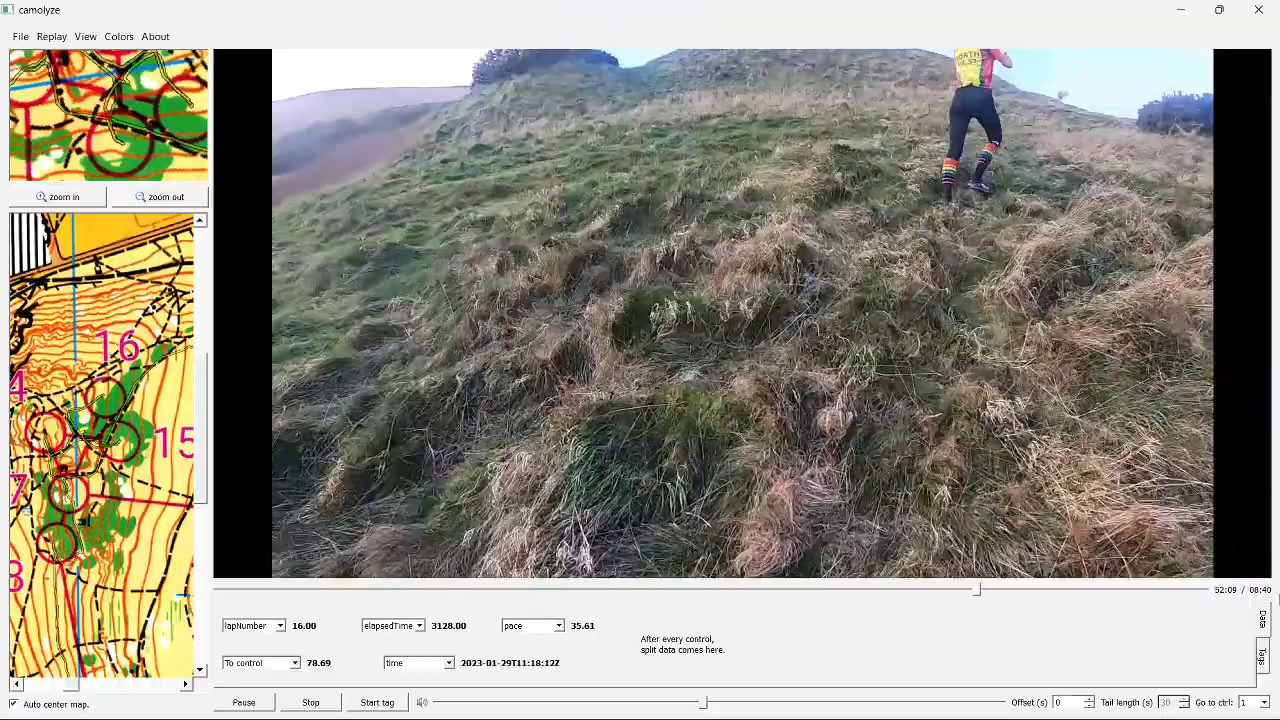 camolyze
File Replay View Colors About
NORTH
zoom in zoom out
16
4
15
7
8
52:09 / 08:40
lapNumber 16.00 elapsedTime 3128.00 pace 35.61
After every control,
split data comes here.
To control 78.69 time 2023-01-29T11:18:12Z
Data
Tags
Auto center map.
Pause Stop Start tag Offset (s) 0 Tail length (s) 30 Go to ctrl: 1